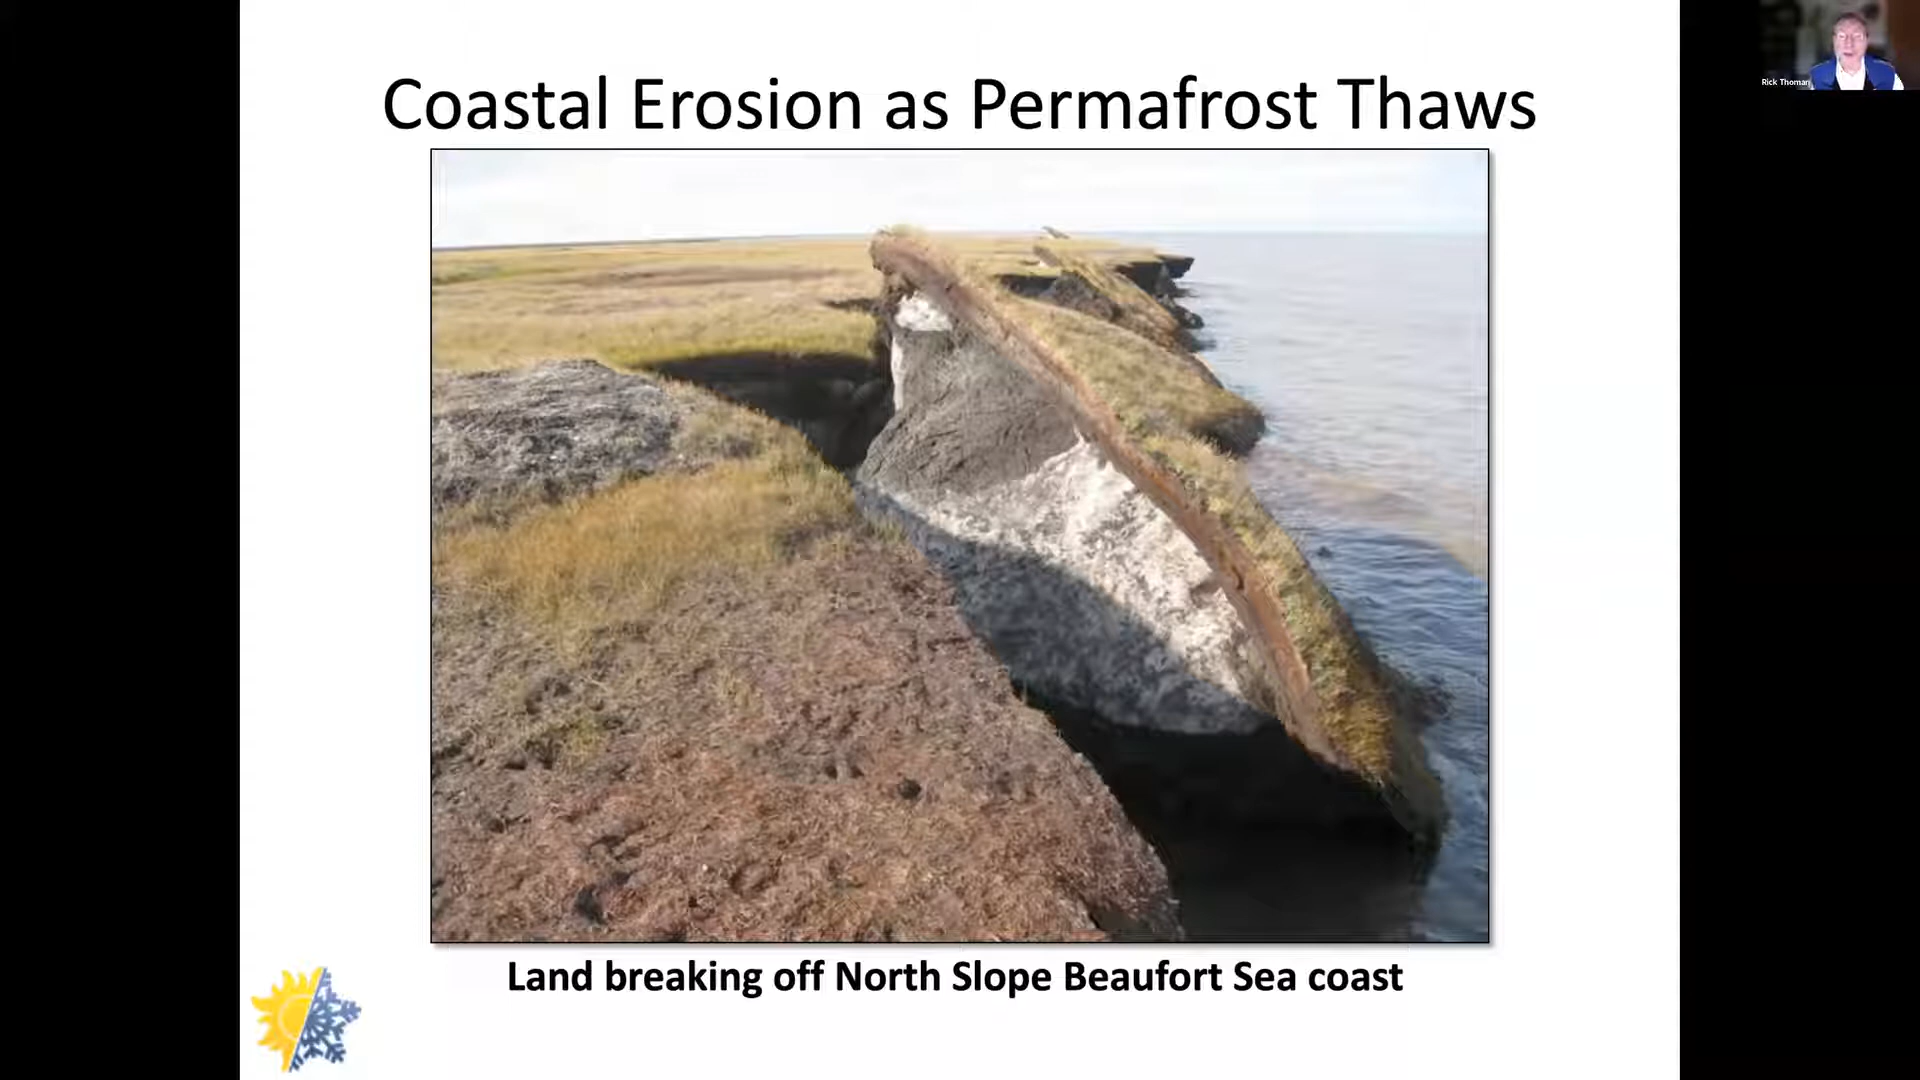 Coastal Erosion as Permafrost Thaws
Rick Thoman
Land breaking off North Slope Beaufort Sea coast